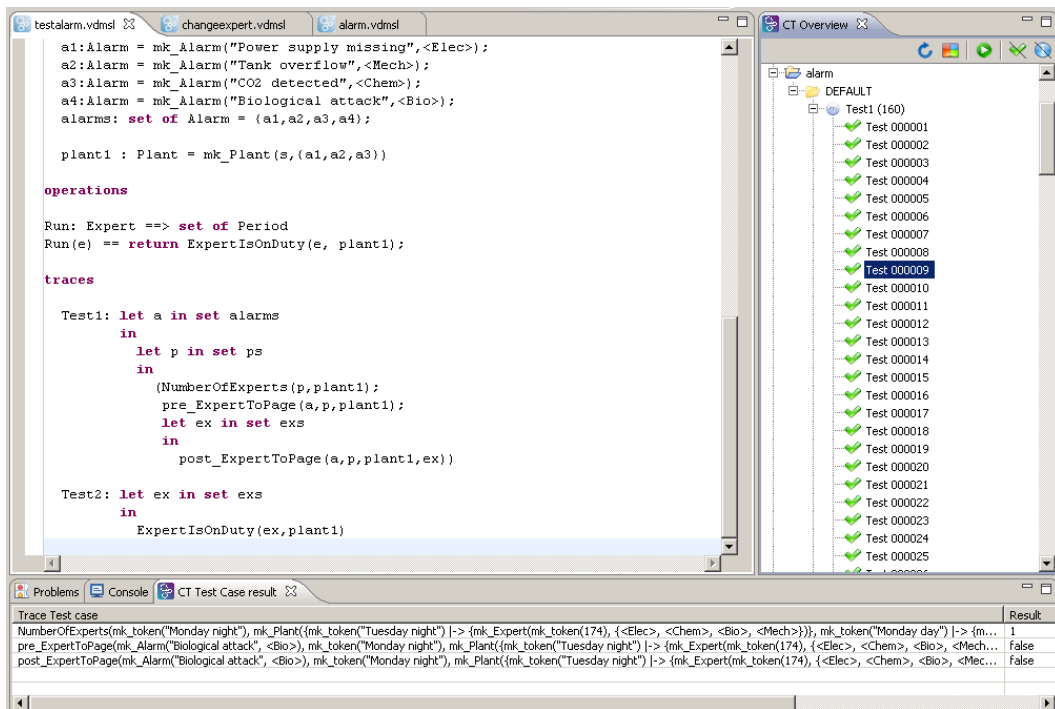 testalarm.vdmsl
changeexpert.vdmsl
alarm.vdmsl
a1:Alarm = mk_Alarm("Power supply missing",<Elec>);
a2:Alarm = mk_Alarm("Tank overflow",<Mech>);
a3:Alarm = mk_Alarm("CO2 detected",<Chem>);
a4:Alarm = mk_Alarm("Biological attack",<Bio>);
alarms: set of Alarm = {a1,a2,a3,a4};
plant1 : Plant = mk_Plant(s,{a1,a2,a3})
operations
Run: Expert ==> set of Period
Run(e) == return ExpertIsOnDuty(e, plant1);
traces
Test1: let a in set alarms
in
let p in set ps
in
(NumberOfExperts(p,plant1);
pre_ExpertToPage(a,p,plant1);
let ex in set exs
in
post_ExpertToPage(a,p,plant1,ex))
Test2: let ex in set exs
in
ExpertIsOnDuty(ex,plant1)
CT Overview
alarm
DEFAULT
Test1 (160)
Test 000001
Test 000002
Test 000003
Test 000004
Test 000005
Test 000006
Test 000007
Test 000008
Test 000009
Test 000010
Test 000011
Test 000012
Test 000013
Test 000014
Test 000015
Test 000016
Test 000017
Test 000018
Test 000019
Test 000020
Test 000021
Test 000022
Test 000023
Test 000024
Test 000025
Problems Console CT Test Case result
Trace Test case Result
NumberOfExperts(mk_token("Monday night"), mk_Plant({mk_token("Tuesday night") |-> {mk_Expert(mk_token(174), {<Elec>, <Chem>, <Bio>, <Mech>})}, mk_token("Monday day") |-> {m... 1
pre_ExpertToPage(mk_Alarm("Biological attack", <Bio>), mk_token("Monday night"), mk_Plant({mk_token("Tuesday night") |-> {mk_Expert(mk_token(174), {<Elec>, <Chem>, <Bio>, <Mech... false
post_ExpertToPage(mk_Alarm("Biological attack", <Bio>), mk_token("Monday night"), mk_Plant({mk_token("Tuesday night") |-> {mk_Expert(mk_token(174), {<Elec>, <Chem>, <Bio>, <Mec... false